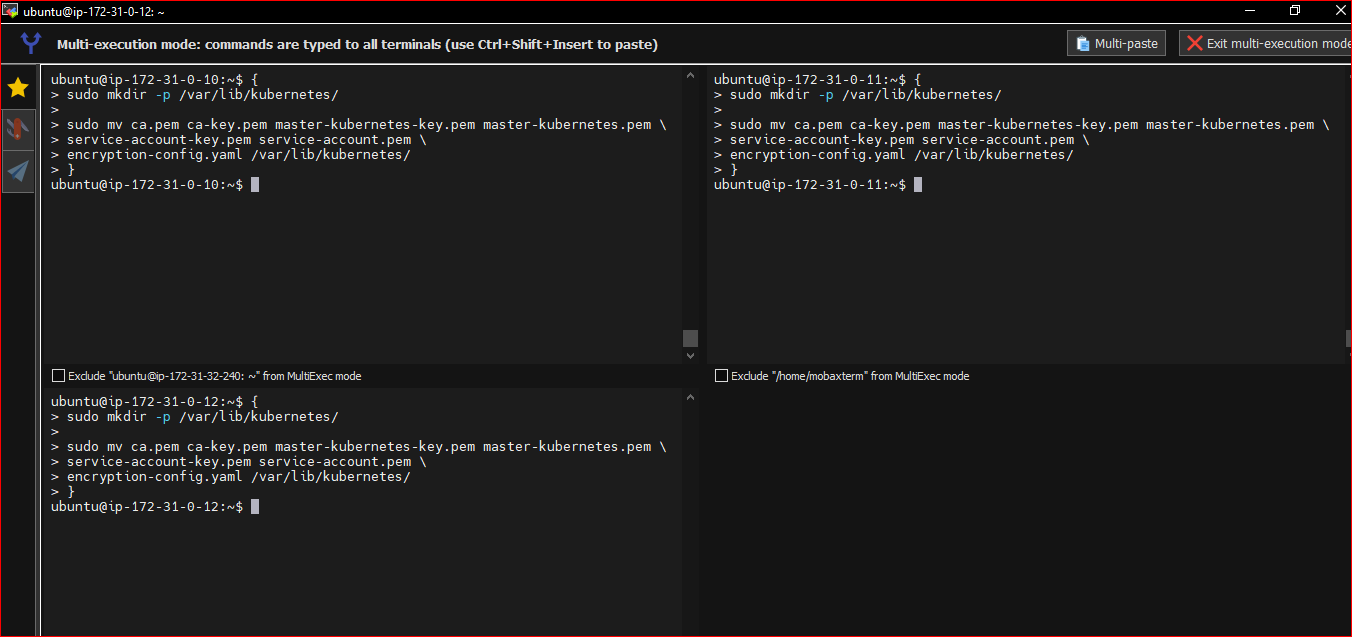 ubuntu@ip-172-31-0-12: ~
Multi-execution mode: commands are typed to all terminals (use Ctrl+Shift+Insert to paste)
Multi-paste
Exit multi-execution mode
ubuntu@ip-172-31-0-10:~$ {
> sudo mkdir -p /var/lib/kubernetes/
>
> sudo mv ca.pem ca-key.pem master-kubernetes-key.pem master-kubernetes.pem \
> service-account-key.pem service-account.pem \
> encryption-config.yaml /var/lib/kubernetes/
> }
ubuntu@ip-172-31-0-10:~$
ubuntu@ip-172-31-0-11:~$ {
> sudo mkdir -p /var/lib/kubernetes/
>
> sudo mv ca.pem ca-key.pem master-kubernetes-key.pem master-kubernetes.pem \
> service-account-key.pem service-account.pem \
> encryption-config.yaml /var/lib/kubernetes/
> }
ubuntu@ip-172-31-0-11:~$
Exclude "ubuntu@ip-172-31-32-240: ~" from MultiExec mode
Exclude "/home/mobaxterm" from MultiExec mode
ubuntu@ip-172-31-0-12:~$ {
> sudo mkdir -p /var/lib/kubernetes/
>
> sudo mv ca.pem ca-key.pem master-kubernetes-key.pem master-kubernetes.pem \
> service-account-key.pem service-account.pem \
> encryption-config.yaml /var/lib/kubernetes/
> }
ubuntu@ip-172-31-0-12:~$